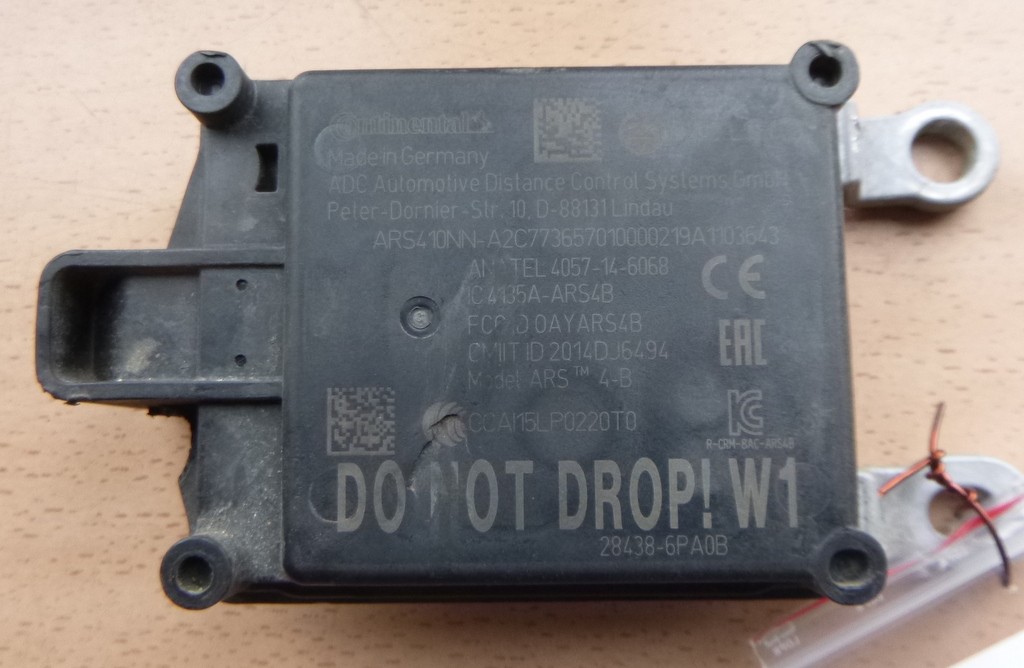 Continental
Made in Germany
ADC Automotive Distance Control Systems GmbH
Peter-Dornier-Str. 10, D-88131 Lindau
ARS410NN-A2C773657010000219A1103643
ANATEL 4057-14-6068
IC 4135A-ARS4B
FCC ID OAYARS4B
CMIIT ID 2014DJ6494
Model ARS™ 4-B
CCAI15LP0220T0
CE
EAC
KC
R-CRM-BAC-ARS4B
DO NOT DROP! W1
28438-6PA0B